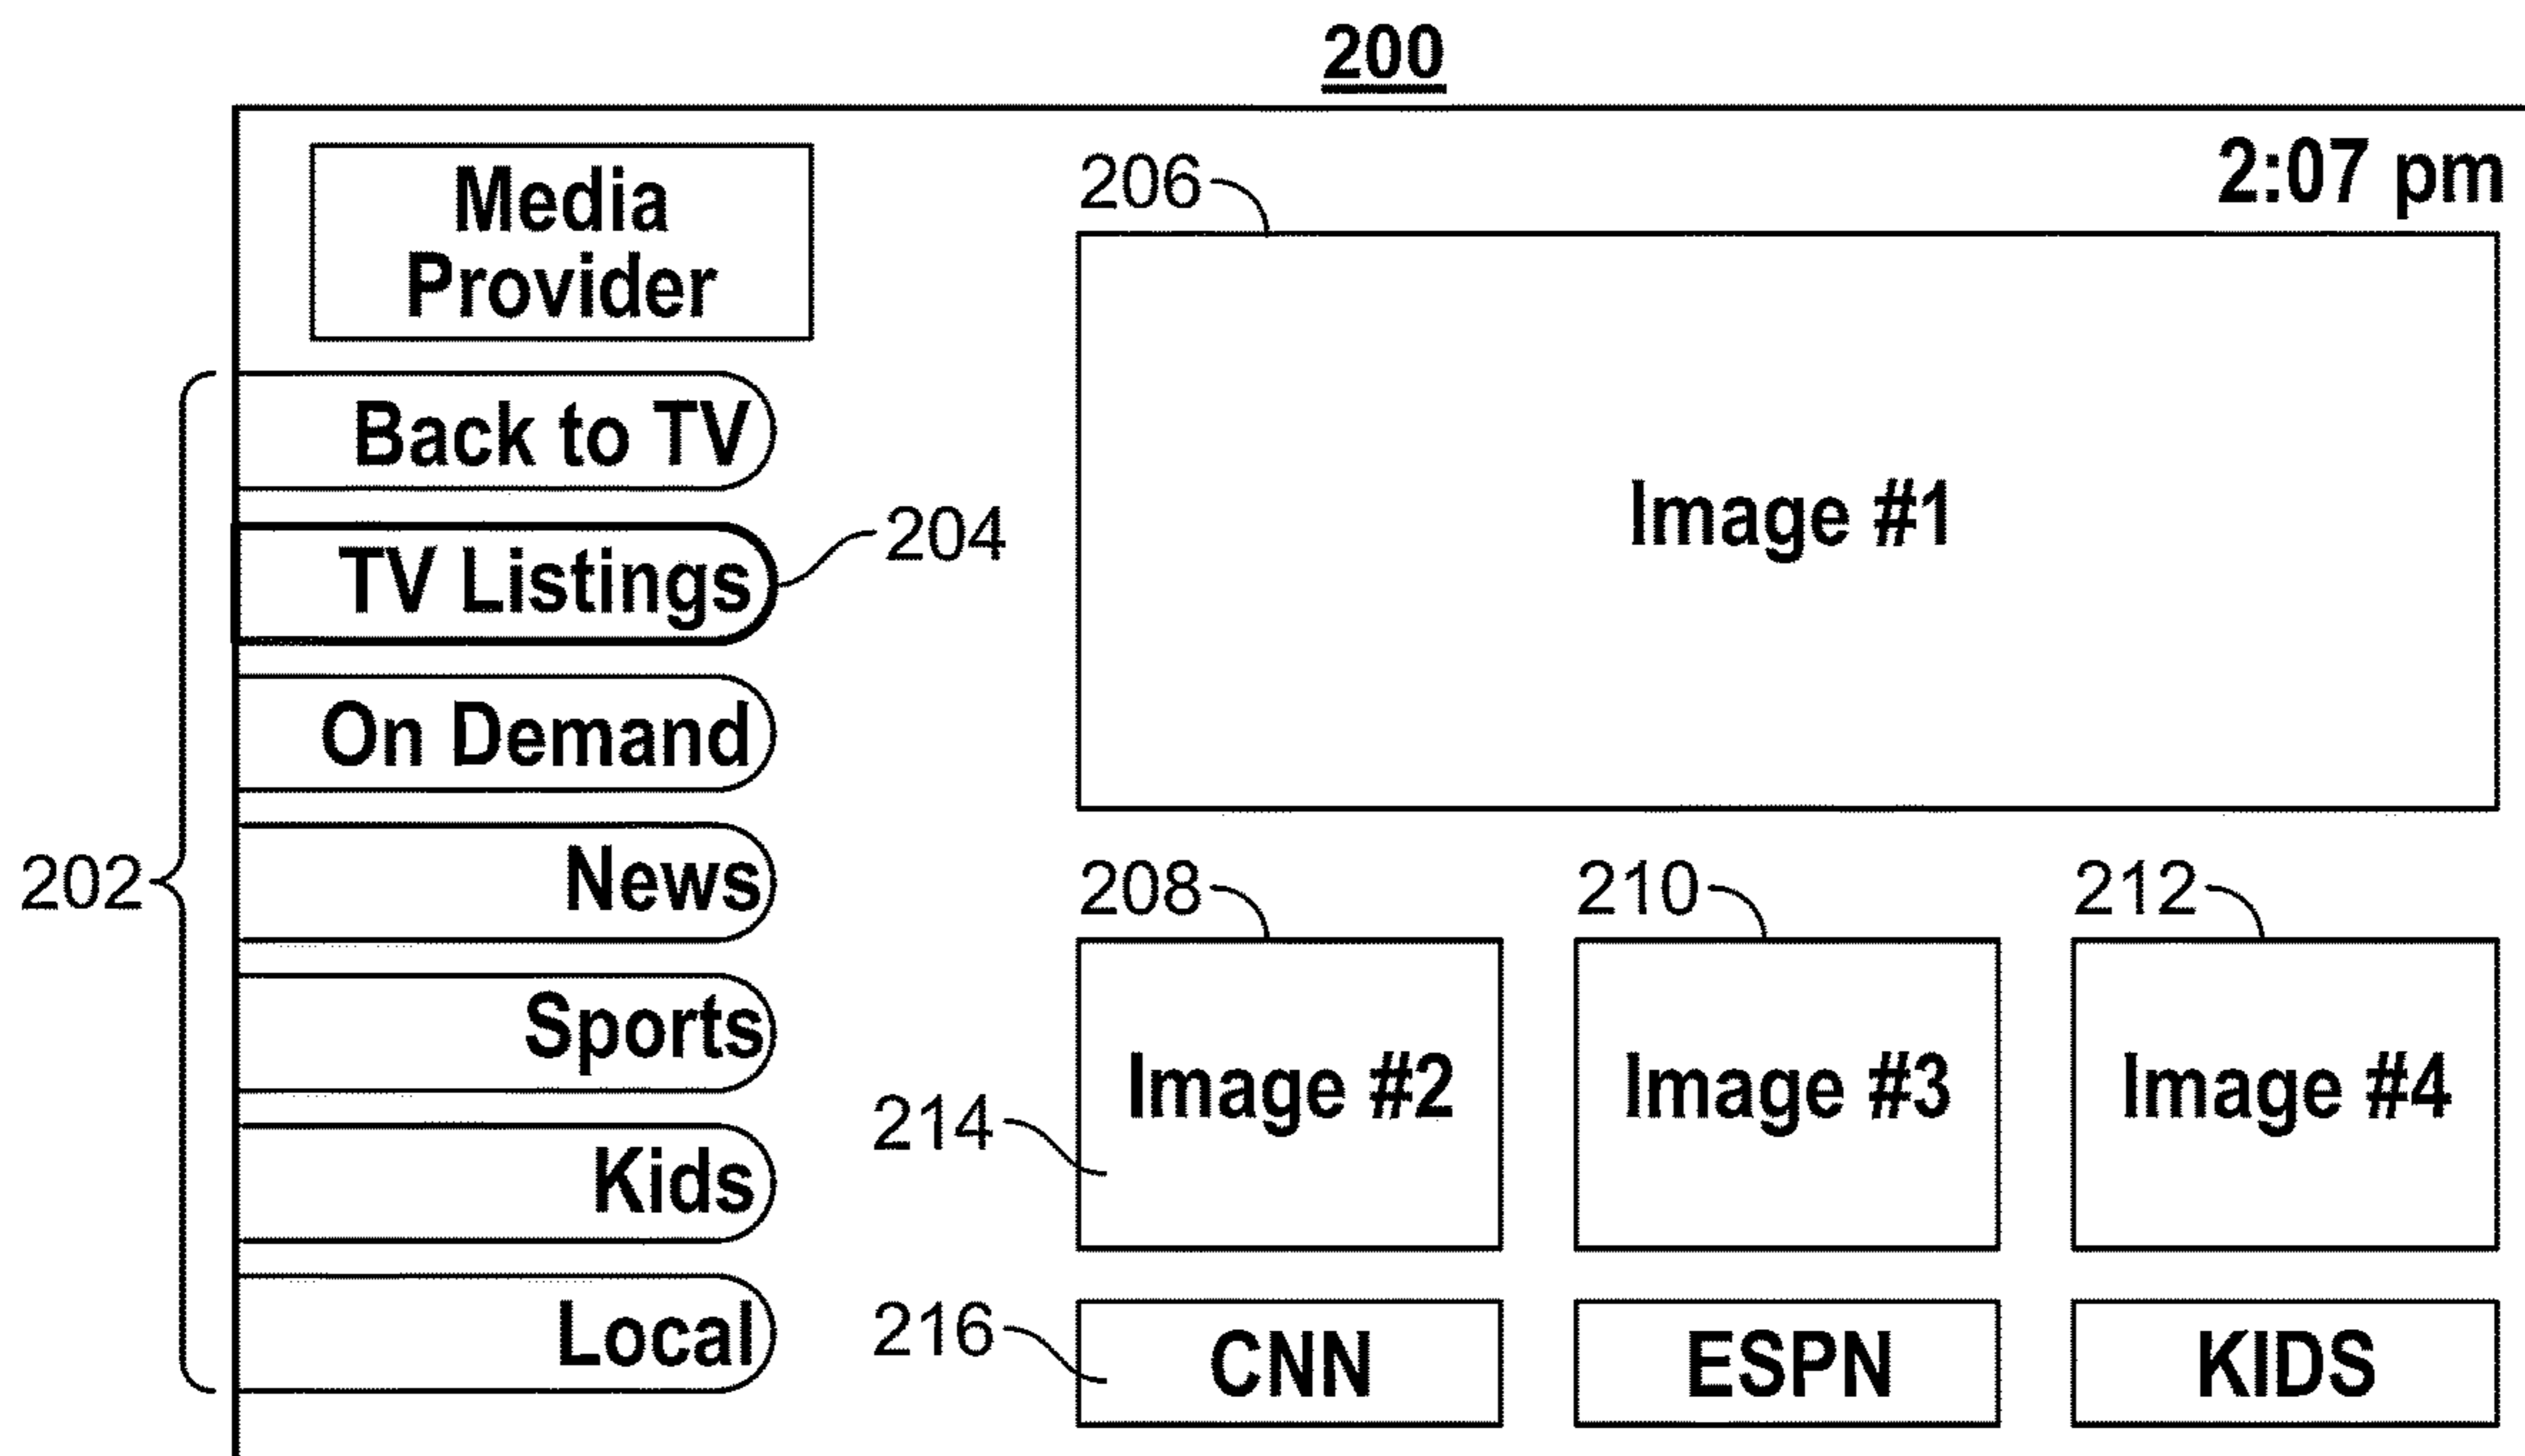 200
Media
Provider
2:07 pm
206
Image #1
202
Back to TV
TV Listings
204
On Demand
News
Sports
Kids
Local
208
210
212
Image #2
Image #3
Image #4
214
216
CNN
ESPN
KIDS